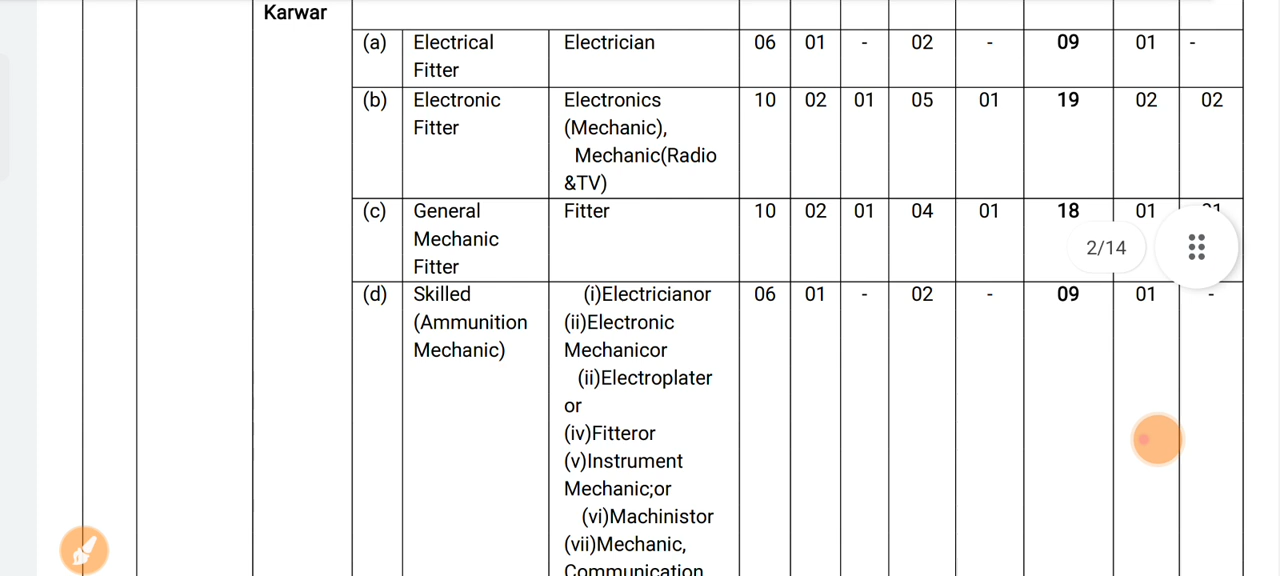 Karwar
(a) Electrical Electrician 06 01 - 02 - 09 01 -
Fitter
(b) Electronic Electronics 10 02 01 05 01 19 02 02
Fitter (Mechanic),
Mechanic(Radio
&TV)
(c) General Fitter 10 02 01 04 01 18 01
Mechanic
2/14
Fitter
(d) Skilled (i)Electricianor 06 01 - 02 - 09 01 -
(Ammunition (ii)Electronic
Mechanic) Mechanicor
(ii)Electroplater
or
(iv)Fitteror
(v)Instrument
Mechanic;or
(vi)Machinistor
(vii)Mechanic,
Communication